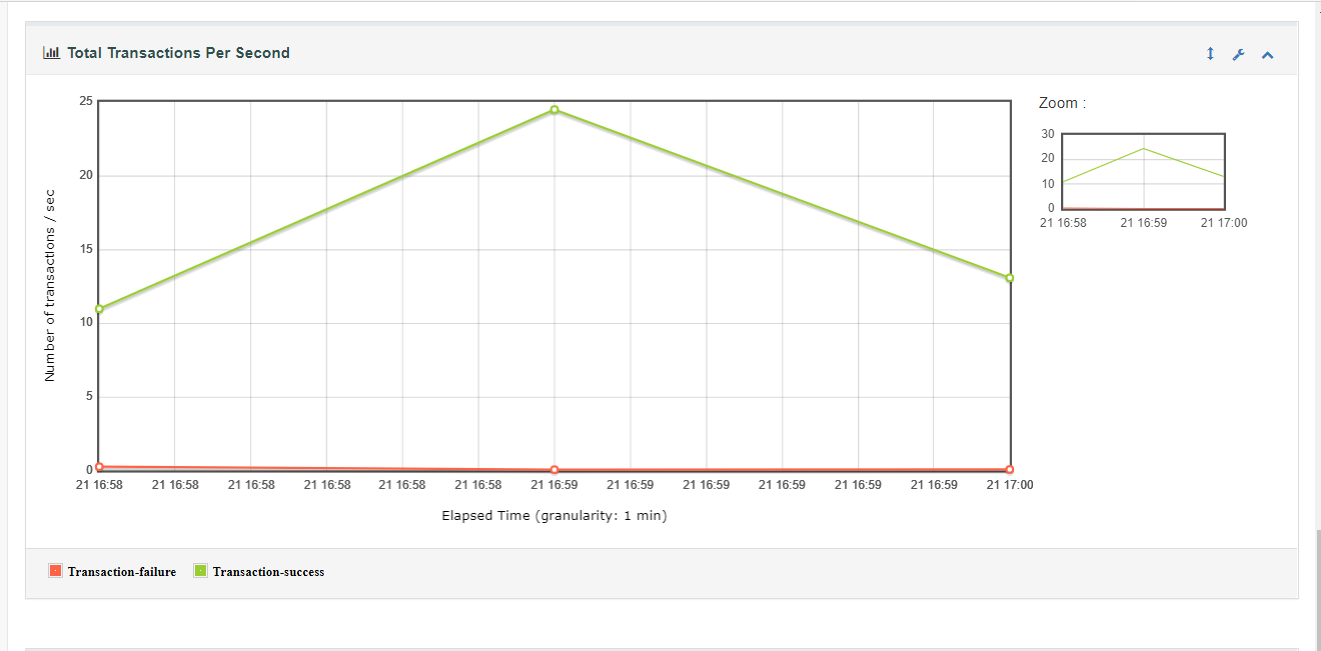 Total Transactions Per Second
Zoom :
25
20
15
10
5
0
Number of transactions / sec
21 16:58 21 16:58 21 16:58 21 16:58 21 16:58 21 16:58 21 16:59 21 16:59 21 16:59 21 16:59 21 16:59 21 16:59 21 17:00
Elapsed Time (granularity: 1 min)
30
20
10
0
21 16:58 21 16:59 21 17:00
Transaction-failure Transaction-success